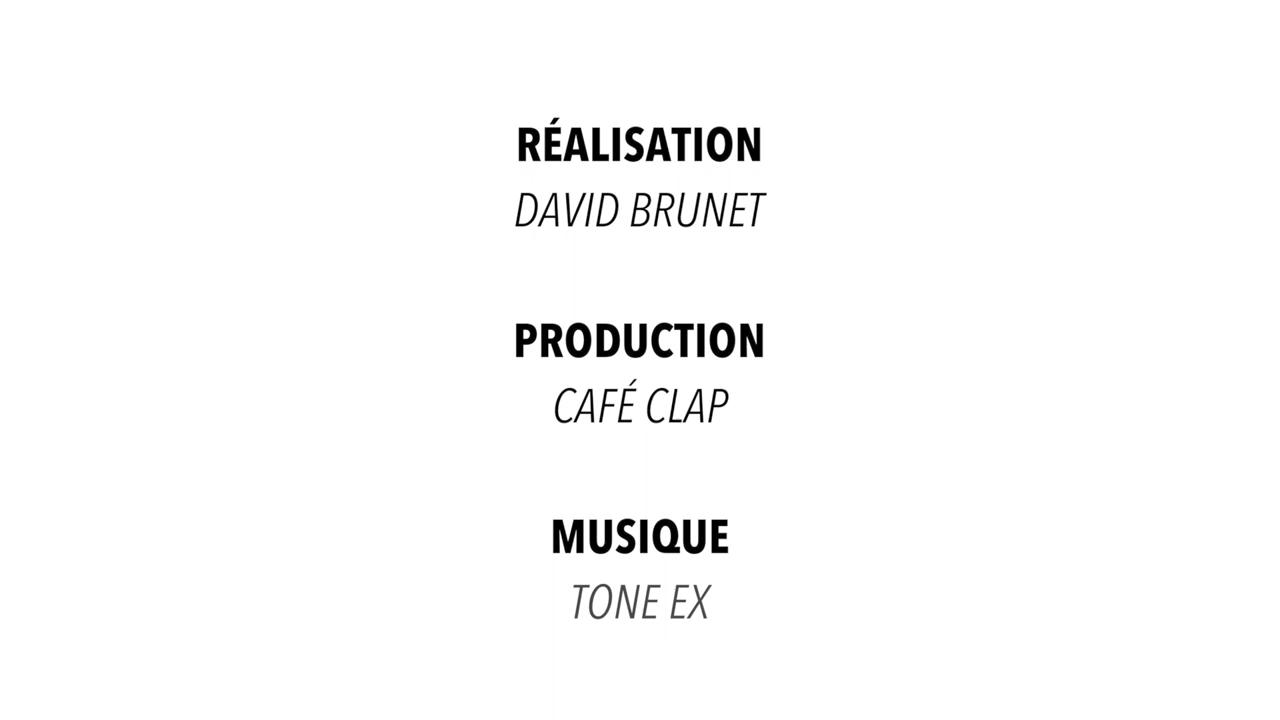 RÉALISATION
DAVID BRUNET
PRODUCTION
CAFÉ CLAP
MUSIQUE
TONE EX